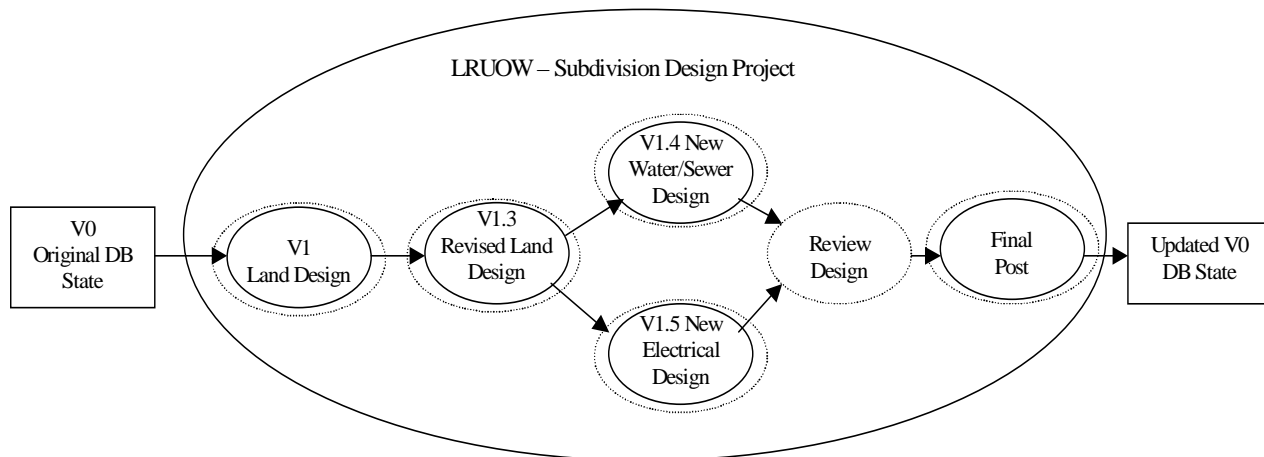 LRUOW – Subdivision Design Project
V0
Original DB
State
V1
Land Design
V1.3
Revised Land
Design
V1.4 New
Water/Sewer
Design
V1.5 New
Electrical
Design
Review
Design
Final
Post
Updated V0
DB State